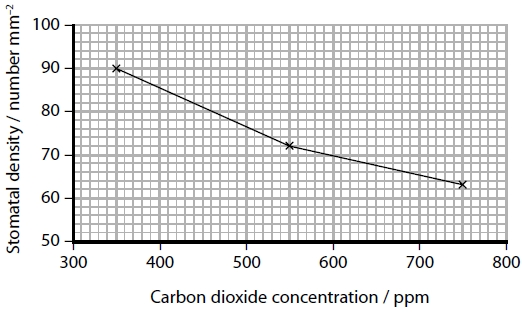 Stomatal density / number mm⁻²
100
90
80
70
60
50
300 400 500 600 700 800
Carbon dioxide concentration / ppm